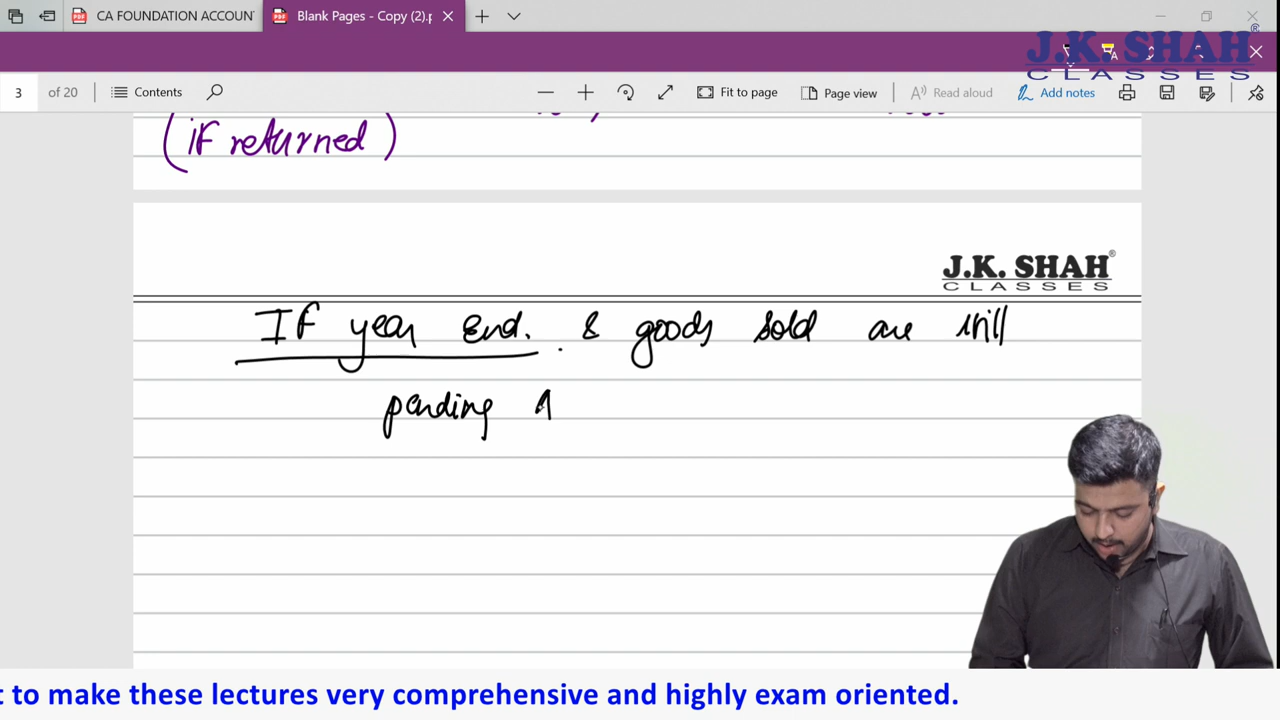 CA FOUNDATION ACCOUN
Blank Pages - Copy (2).p
J.K. SHAH®
CLASSES
3 of 20
Contents
Fit to page
Page view
Read aloud
Add notes
(if returned)
J.K. SHAH®
CLASSES
If year end. & goods sold are still
pending
t to make these lectures very comprehensive and highly exam oriented.